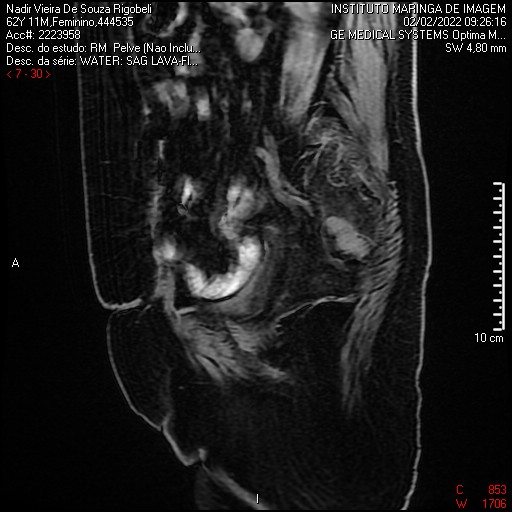 Nadir Vieira De Souza Rigobeli
62Y 11M,Feminino,444535
Acc#: 2223958
Desc. do estudo: RM  Pelve (Nao Inclu...
Desc. da série: WATER: SAG LAVA-Fl...
< 7 - 30 >
INSTITUTO MARINGA DE IMAGEM
02/02/2022 09:26:16
GE MEDICAL SYSTEMS Optima M...
SW 4,80 mm
A
10 cm
I
C 853
W 1706